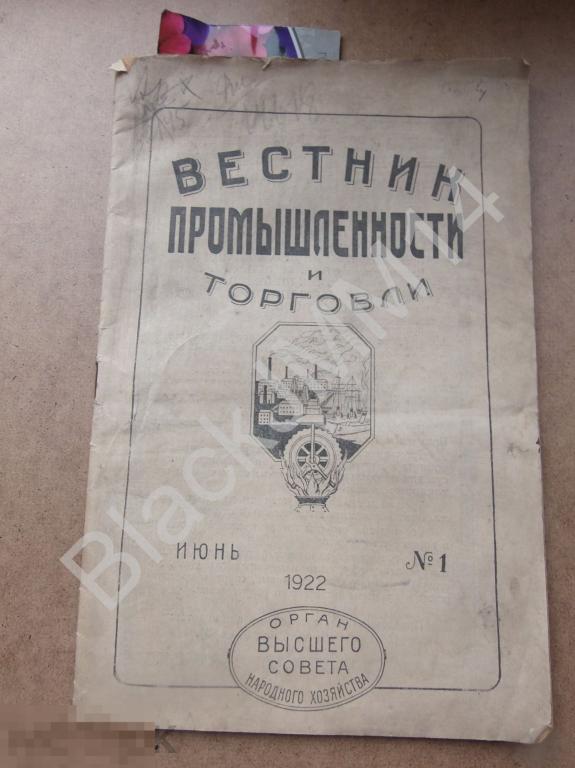 ВЕСТНИК
ПРОМЫШЛЕННОСТИ
И
ТОРГОВЛИ
ИЮНЬ
№1
1922
ОРГАН
ВЫСШЕГО
СОВЕТА
НАРОДНОГО ХОЗЯЙСТВА